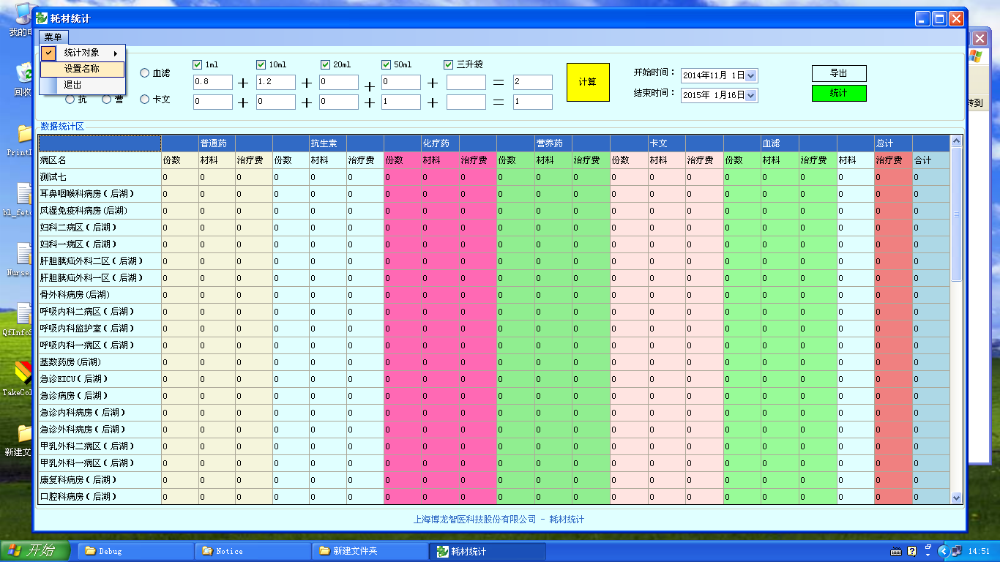 我的电
耗材统计
菜单
统计对象
设置名称
退出
抗
营
血滤
卡文
1ml
10ml
20ml
50ml
三升袋
0.8 + 1.2 + 0 + 0 + = 2
0 + 0 + 0 + 1 + = 1
计算
开始时间：
2014年11月 1日
结束时间：
2015年 1月16日
导出
统计
数据统计区
普通药 抗生素 化疗药 营养药 卡文 血滤 总计
病区名 份数 材料 治疗费 份数 材料 治疗费 份数 材料 治疗费 份数 材料 治疗费 份数 材料 治疗费 份数 材料 治疗费 材料 治疗费 合计
测试七 0 0 0 0 0 0 0 0 0 0 0 0 0 0 0 0 0 0 0 0 0
耳鼻咽喉科病房(后湖) 0 0 0 0 0 0 0 0 0 0 0 0 0 0 0 0 0 0 0 0 0
风湿免疫科病房(后湖) 0 0 0 0 0 0 0 0 0 0 0 0 0 0 0 0 0 0 0 0 0
妇科二病区(后湖) 0 0 0 0 0 0 0 0 0 0 0 0 0 0 0 0 0 0 0 0 0
妇科一病区(后湖) 0 0 0 0 0 0 0 0 0 0 0 0 0 0 0 0 0 0 0 0 0
肝胆胰疝外科二区(后湖) 0 0 0 0 0 0 0 0 0 0 0 0 0 0 0 0 0 0 0 0 0
肝胆胰疝外科一区(后湖) 0 0 0 0 0 0 0 0 0 0 0 0 0 0 0 0 0 0 0 0 0
骨外科病房(后湖) 0 0 0 0 0 0 0 0 0 0 0 0 0 0 0 0 0 0 0 0 0
呼吸内科二病区(后湖) 0 0 0 0 0 0 0 0 0 0 0 0 0 0 0 0 0 0 0 0 0
呼吸内科监护室(后湖) 0 0 0 0 0 0 0 0 0 0 0 0 0 0 0 0 0 0 0 0 0
呼吸内科一病区(后湖) 0 0 0 0 0 0 0 0 0 0 0 0 0 0 0 0 0 0 0 0 0
基数药房(后湖) 0 0 0 0 0 0 0 0 0 0 0 0 0 0 0 0 0 0 0 0 0
急诊EICU(后湖) 0 0 0 0 0 0 0 0 0 0 0 0 0 0 0 0 0 0 0 0 0
急诊病房(后湖) 0 0 0 0 0 0 0 0 0 0 0 0 0 0 0 0 0 0 0 0 0
急诊内科病房(后湖) 0 0 0 0 0 0 0 0 0 0 0 0 0 0 0 0 0 0 0 0 0
急诊外科病房(后湖) 0 0 0 0 0 0 0 0 0 0 0 0 0 0 0 0 0 0 0 0 0
甲乳外科二病区(后湖) 0 0 0 0 0 0 0 0 0 0 0 0 0 0 0 0 0 0 0 0 0
甲乳外科一病区(后湖) 0 0 0 0 0 0 0 0 0 0 0 0 0 0 0 0 0 0 0 0 0
康复科病房(后湖) 0 0 0 0 0 0 0 0 0 0 0 0 0 0 0 0 0 0 0 0 0
口腔科病房(后湖) 0 0 0 0 0 0 0 0 0 0 0 0 0 0 0 0 0 0 0 0 0
上海博龙智医科技股份有限公司 - 耗材统计
回收
bl_fet
Nurse
QfInfo
TakeCo
新建文
转到
开始
Debug
Notice
新建文件夹
耗材统计
14:51